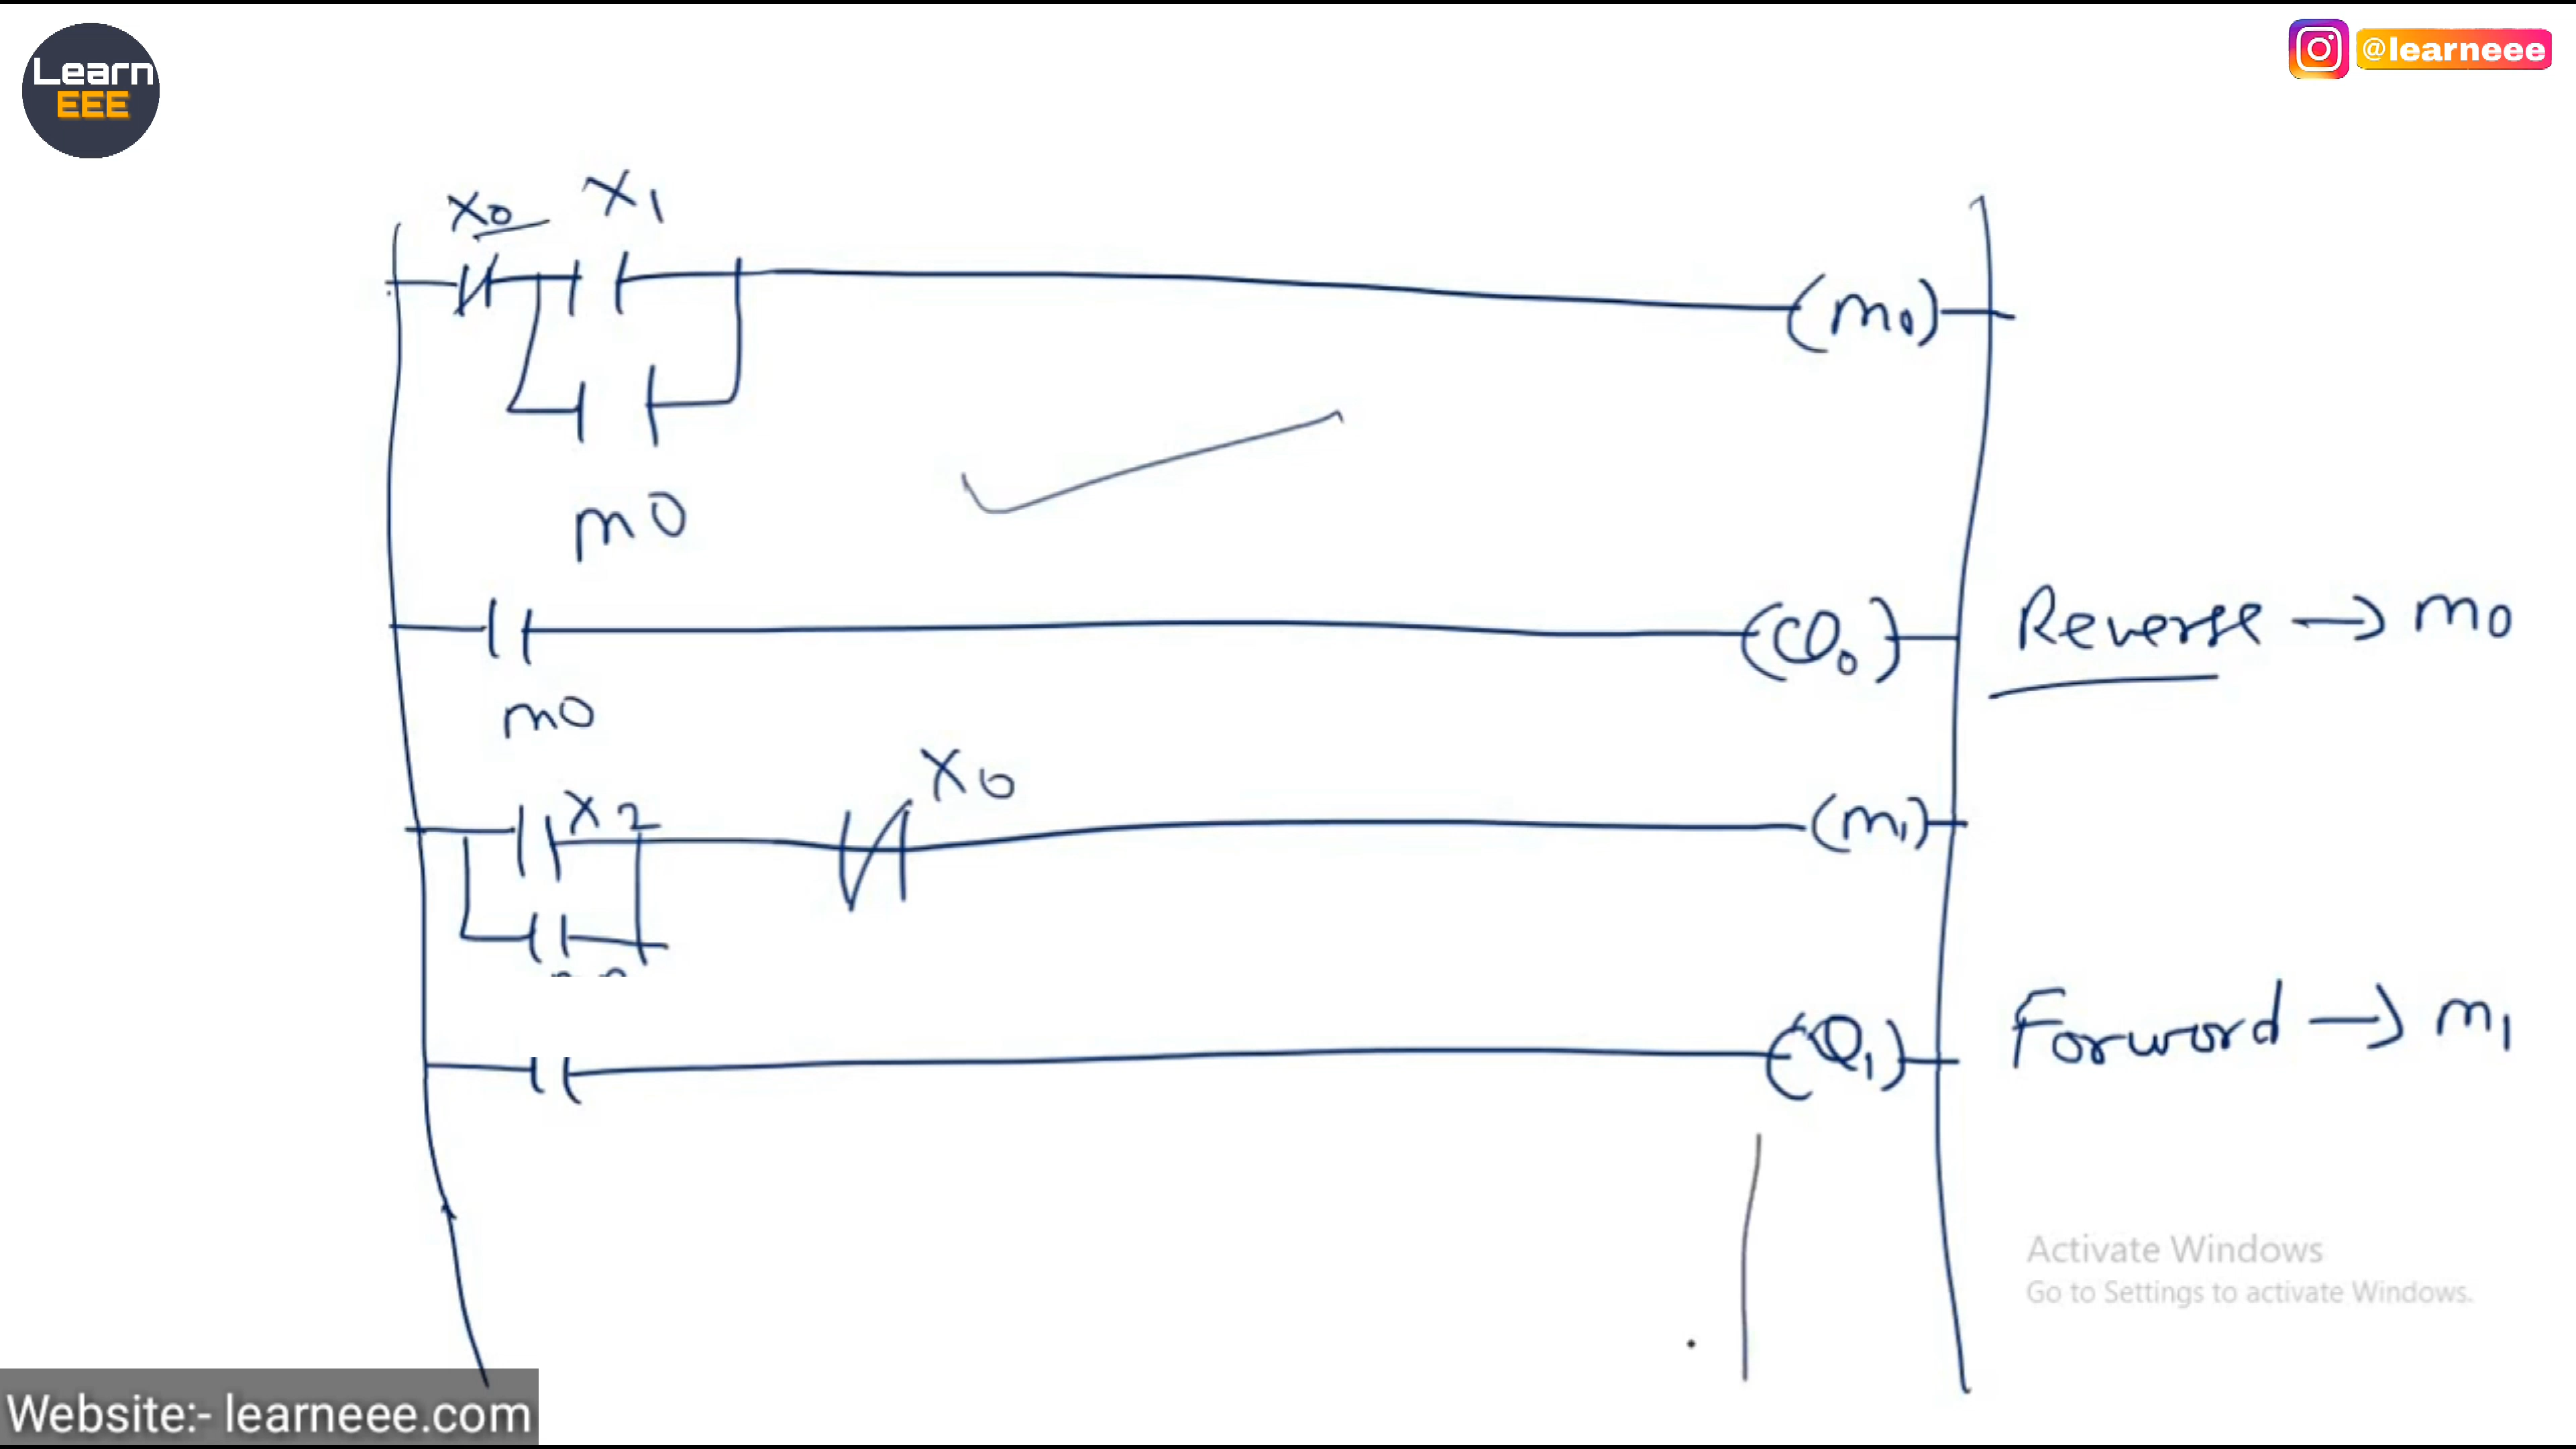 Learn
EEE
@learneee
X0 X1
(m0)
m0
(Q0) Reverse → m0
m0
X0
X2
(m1)
(Q1) Forword → m1
Activate Windows
Go to Settings to activate Windows.
Website:- learneee.com